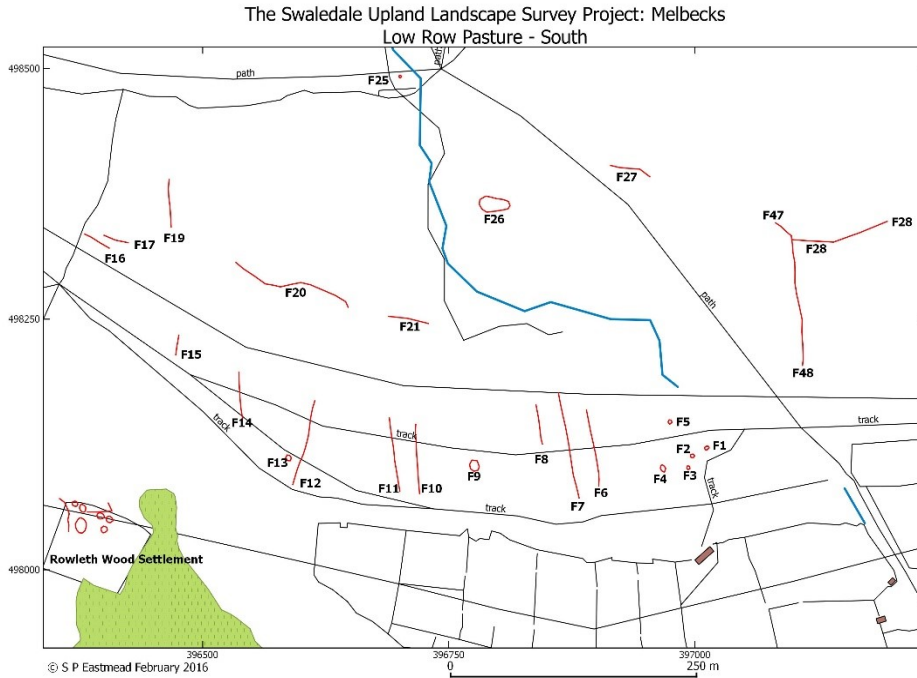 The Swaledale Upland Landscape Survey Project: Melbecks
Low Row Pasture - South
498500
path
path
F25
F27
F26
F47
F28
F28
F19
F17
F16
F20
path
498250
F21
F15
F48
F14
track
track
F5
F1
F2
F8
F13
F9
F4
F3
F12
F11
F10
F7
F6
track
track
Rowleth Wood Settlement
498000
© S P Eastmead February 2016
396500
396750
397000
0
250 m